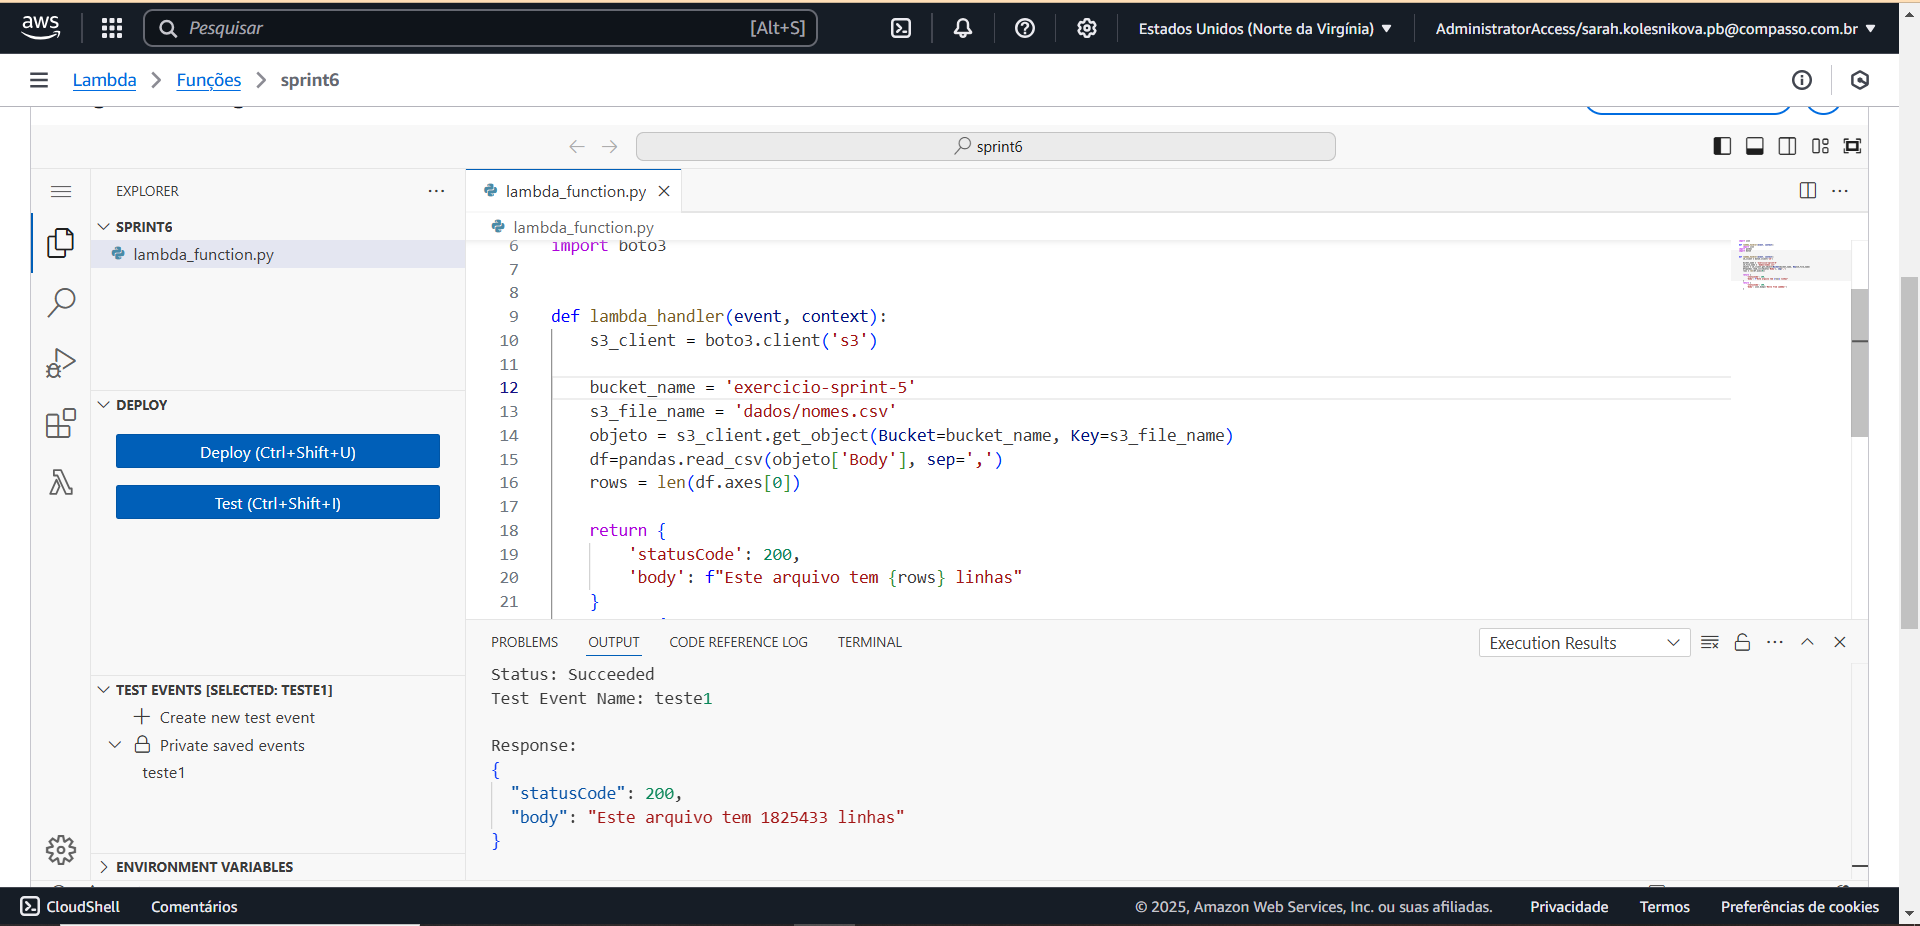 aws
Pesquisar
[Alt+S]
Estados Unidos (Norte da Virgínia) ▼
AdministratorAccess/sarah.kolesnikova.pb@compasso.com.br ▼
Lambda > Funções > sprint6
sprint6
EXPLORER
SPRINT6
lambda_function.py
DEPLOY
Deploy (Ctrl+Shift+U)
Test (Ctrl+Shift+I)
TEST EVENTS [SELECTED: TESTE1]
Create new test event
Private saved events
teste1
ENVIRONMENT VARIABLES
lambda_function.py
lambda_function.py
6 import boto3
7
8
9 def lambda_handler(event, context):
10 s3_client = boto3.client('s3')
11
12 bucket_name = 'exercicio-sprint-5'
13 s3_file_name = 'dados/nomes.csv'
14 objeto = s3_client.get_object(Bucket=bucket_name, Key=s3_file_name)
15 df=pandas.read_csv(objeto['Body'], sep=',')
16 rows = len(df.axes[0])
17
18 return {
19 'statusCode': 200,
20 'body': f"Este arquivo tem {rows} linhas"
21 }
PROBLEMS OUTPUT CODE REFERENCE LOG TERMINAL
Execution Results
Status: Succeeded
Test Event Name: teste1
Response:
{
"statusCode": 200,
"body": "Este arquivo tem 1825433 linhas"
}
CloudShell
Comentários
© 2025, Amazon Web Services, Inc. ou suas afiliadas.
Privacidade
Termos
Preferências de cookies